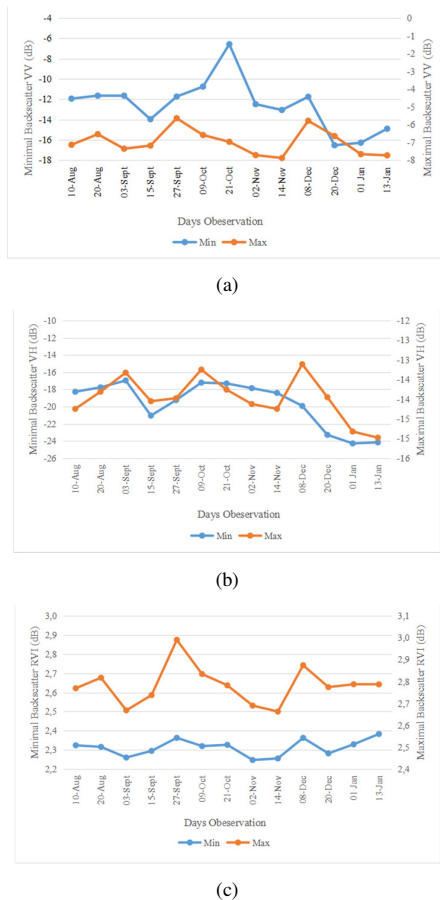 Minimal Backscatter VV (dB)
-4
-6
-8
-10
-12
-14
-16
-18
0
-1
-2
-3
-4
-5
-6
-7
-8
Maximal Backscatter VV (dB)
10-Aug
20-Aug
03-Sept
15-Sept
27-Sept
09-Oct
21-Oct
02-Nov
14-Nov
08-Dec
20-Dec
01 Jan
13-Jan
Days Obeservation
Min Max
(a)
Minimal Backscatter VH (dB)
-10
-12
-14
-16
-18
-20
-22
-24
-26
-12
-13
-13
-14
-14
-15
-15
-16
Maximal Backscatter VH (dB)
10-Aug
20-Aug
03-Sept
15-Sept
27-Sept
09-Oct
21-Oct
02-Nov
14-Nov
08-Dec
20-Dec
01 Jan
13-Jan
Days Obeservation
Min Max
(b)
Minimal Backscatter RVI (dB)
3,0
2,9
2,8
2,7
2,6
2,5
2,4
2,3
2,2
3,1
3,0
2,9
2,8
2,7
2,6
2,5
2,4
Maximal Backscatter RVI (dB)
10-Aug
20-Aug
03-Sept
15-Sept
27-Sept
09-Oct
21-Oct
02-Nov
14-Nov
08-Dec
20-Dec
01 Jan
13-Jan
Days Obeservation
Min Max
(c)